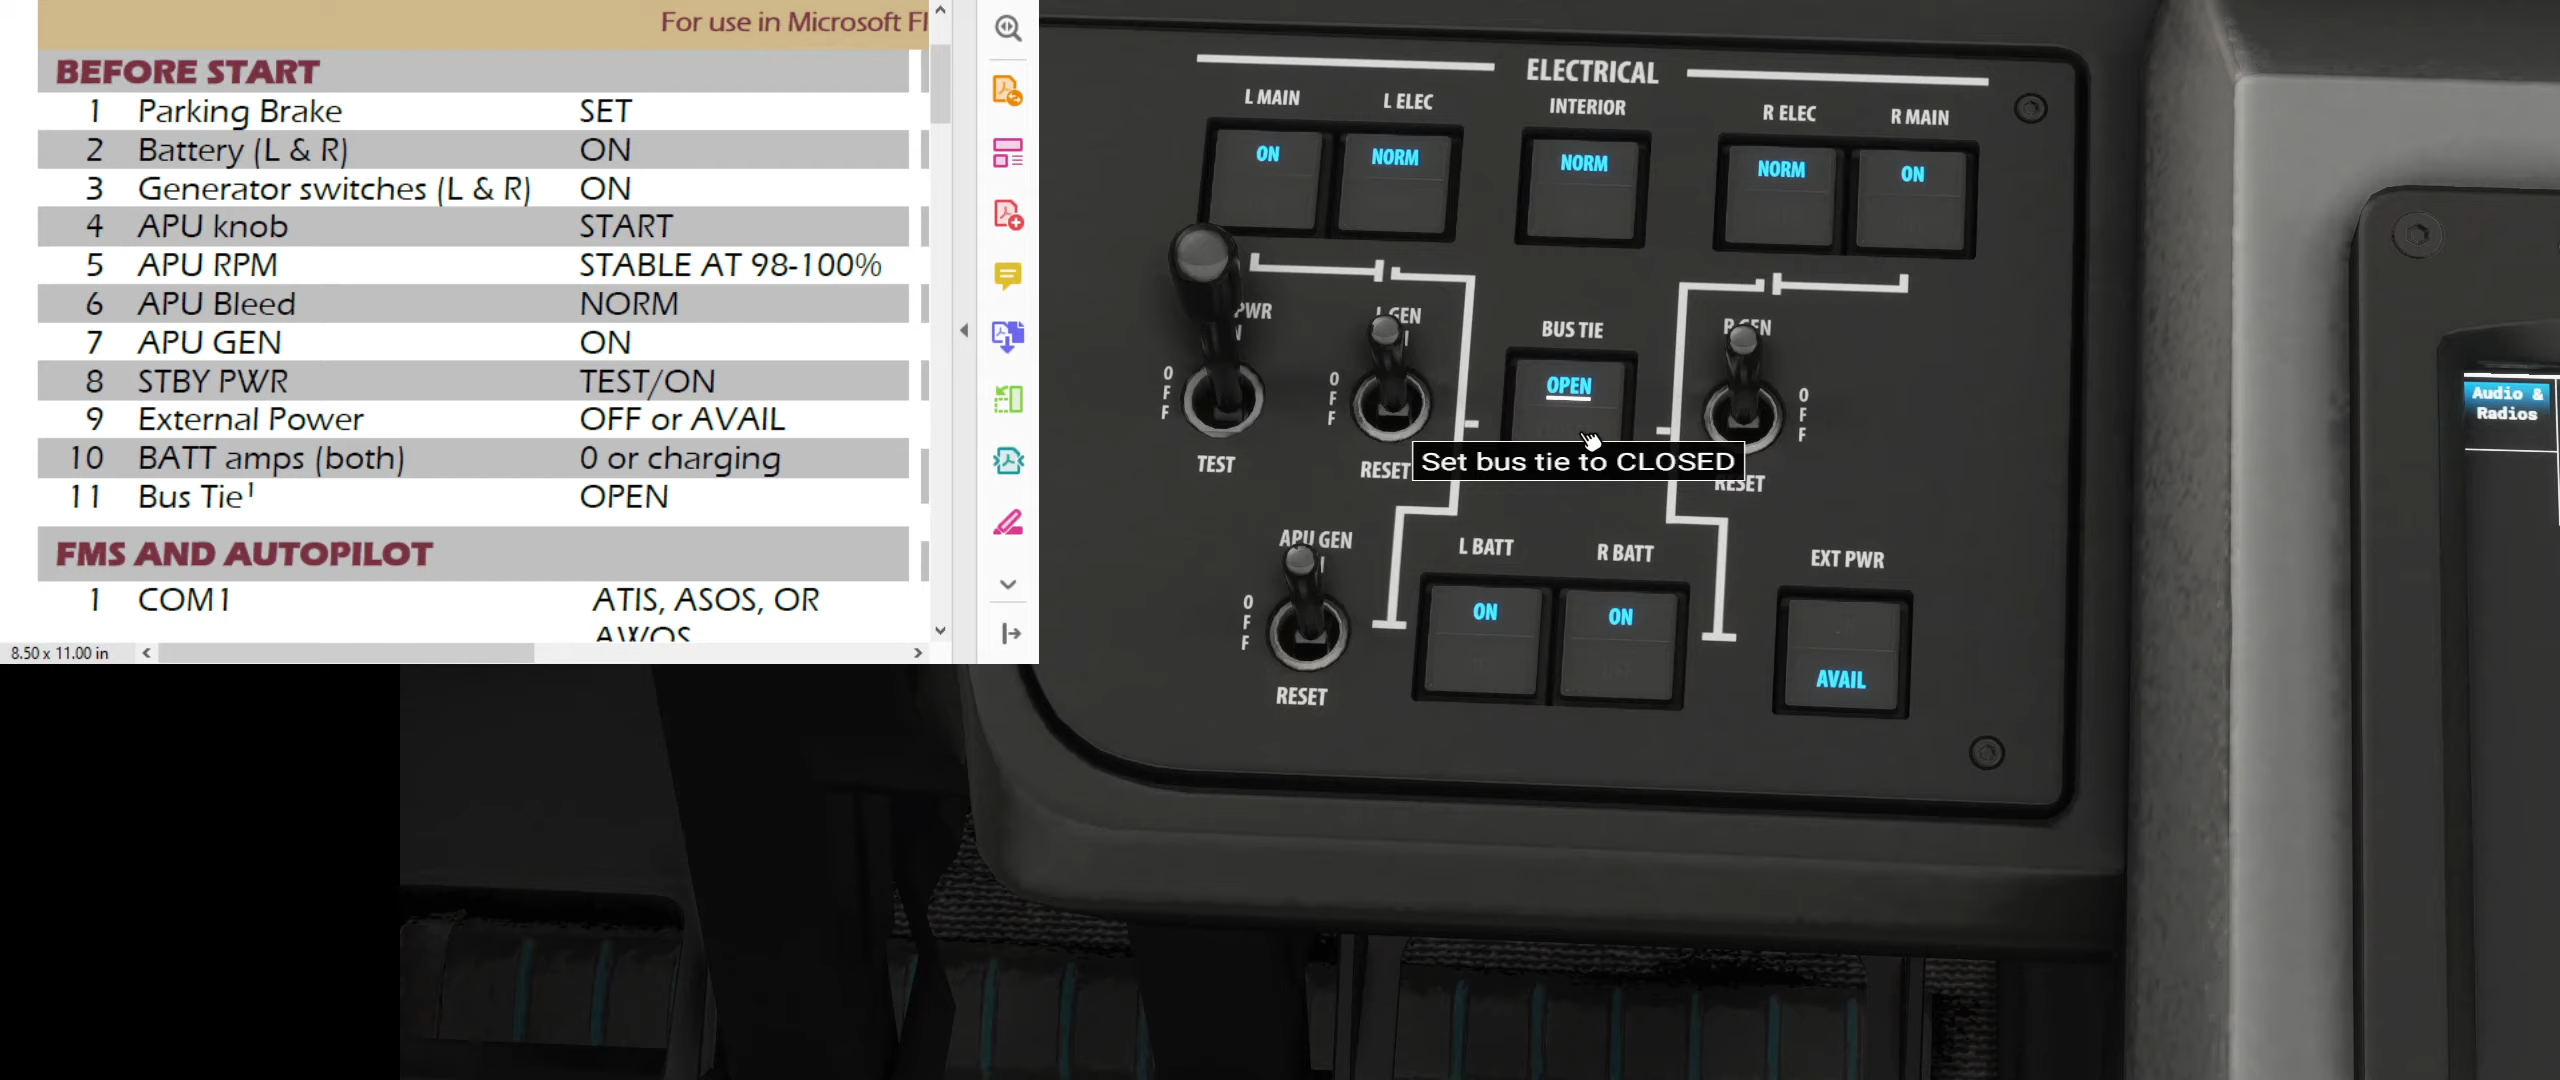 For use in Microsoft Fl
BEFORE START
1 Parking Brake SET
2 Battery (L & R) ON
3 Generator switches (L & R) ON
4 APU knob START
5 APU RPM STABLE AT 98-100%
6 APU Bleed NORM
7 APU GEN ON
8 STBY PWR TEST/ON
9 External Power OFF or AVAIL
10 BATT amps (both) 0 or charging
11 Bus Tie¹ OPEN
FMS AND AUTOPILOT
1 COM1 ATIS, ASOS, OR
AWOS
8.50 x 11.00 in
ELECTRICAL
L MAIN L ELEC INTERIOR R ELEC R MAIN
ON NORM NORM NORM ON
PWR L GEN BUS TIE R GEN
OFF OFF OPEN OFF
TEST RESET RESET
Set bus tie to CLOSED
APU GEN L BATT R BATT EXT PWR
OFF ON ON AVAIL
RESET
Audio &
Radios